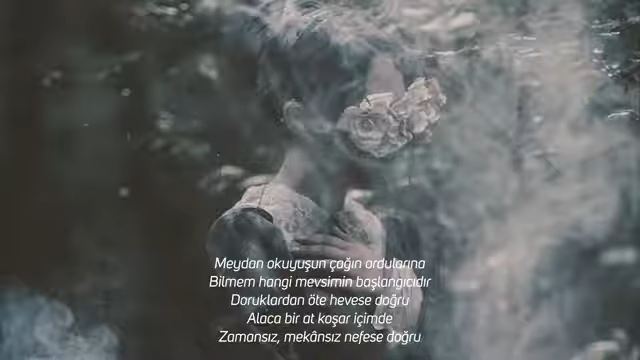 Meydan okuyuşun çağın ordularına
Bilmem hangi mevsimin başlangıcıdır
Doruklardan öte hevese doğru
Alaca bir at koşar içimde
Zamansız, mekânsız nefese doğru